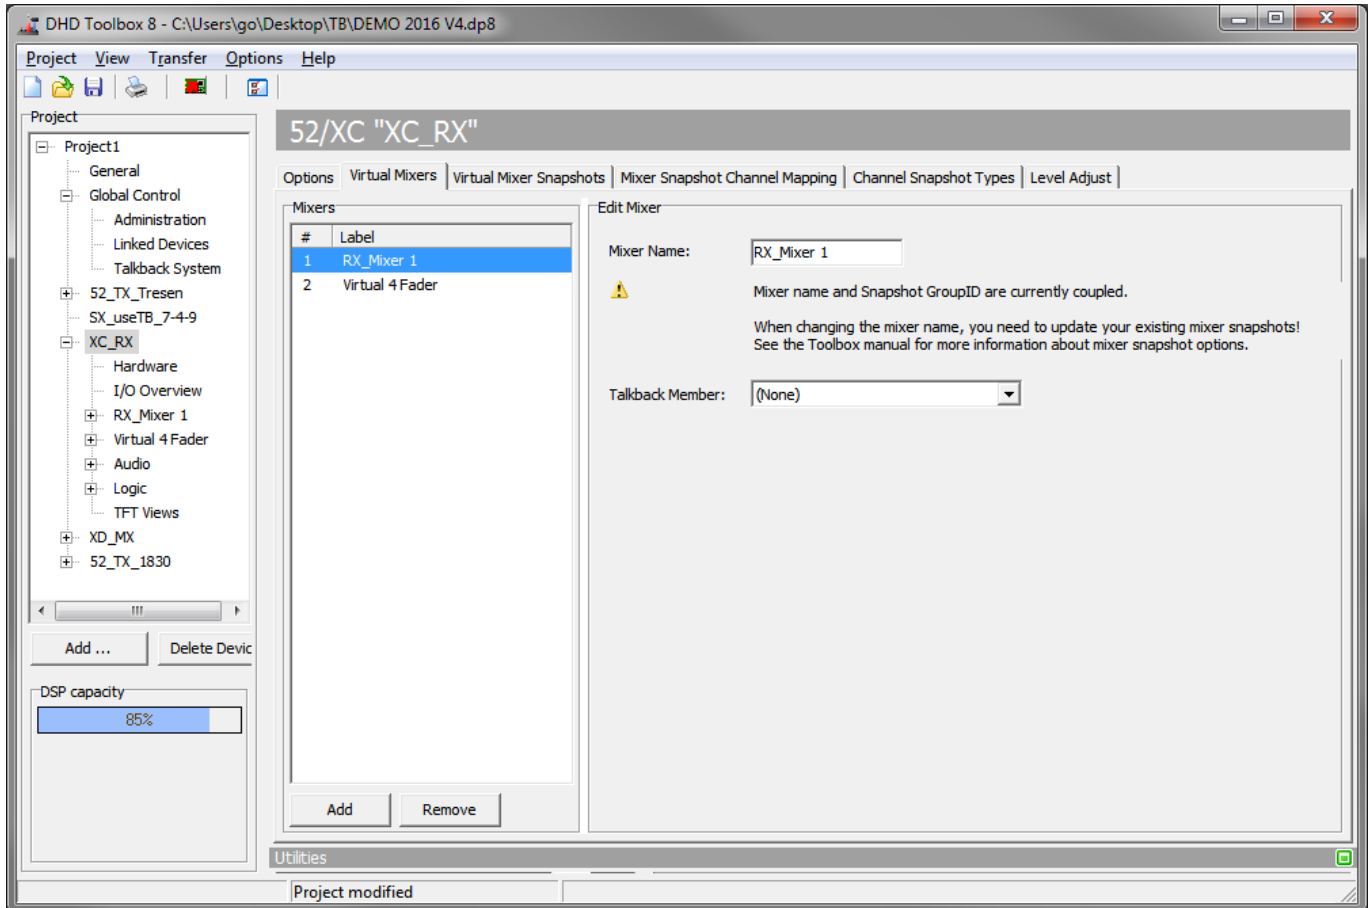 DHD Toolbox 8 - C:\Users\go\Desktop\TB\DEMO 2016 V4.dp8
Project View Transfer Options Help
Project
Project1
General
Global Control
Administration
Linked Devices
Talkback System
52_TX_Tresen
SX_useTB_7-4-9
XC_RX
Hardware
I/O Overview
RX_Mixer 1
Virtual 4 Fader
Audio
Logic
TFT Views
XD_MX
52_TX_1830
Add ... Delete Devic
DSP capacity
85%
52/XC "XC_RX"
Options Virtual Mixers Virtual Mixer Snapshots Mixer Snapshot Channel Mapping Channel Snapshot Types Level Adjust
Mixers
# Label
1 RX_Mixer 1
2 Virtual 4 Fader
Add Remove
Edit Mixer
Mixer Name: RX_Mixer 1
Mixer name and Snapshot GroupID are currently coupled.
When changing the mixer name, you need to update your existing mixer snapshots!
See the Toolbox manual for more information about mixer snapshot options.
Talkback Member: (None)
Utilities
Project modified